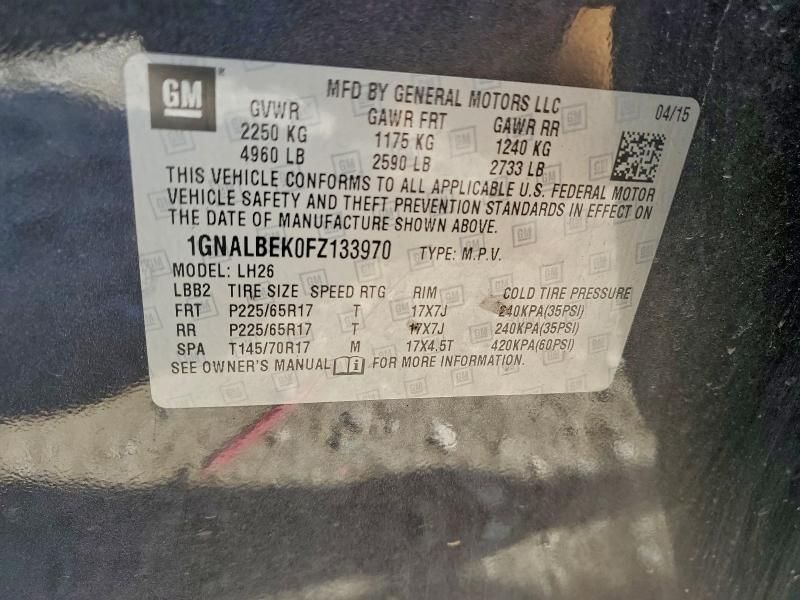 GM
MFD BY GENERAL MOTORS LLC
04/15
GVWR GAWR FRT GAWR RR
2250 KG 1175 KG 1240 KG
4960 LB 2590 LB 2733 LB
THIS VEHICLE CONFORMS TO ALL APPLICABLE U.S. FEDERAL MOTOR
VEHICLE SAFETY AND THEFT PREVENTION STANDARDS IN EFFECT ON
THE DATE OF MANUFACTURE SHOWN ABOVE.
1GNALBEK0FZ133970 TYPE: M.P.V.
MODEL: LH26
LBB2 TIRE SIZE SPEED RTG RIM COLD TIRE PRESSURE
FRT P225/65R17 T 17X7J 240KPA(35PSI)
RR P225/65R17 T 17X7J 240KPA(35PSI)
SPA T145/70R17 M 17X4.5T 420KPA(60PSI)
SEE OWNER'S MANUAL FOR MORE INFORMATION.